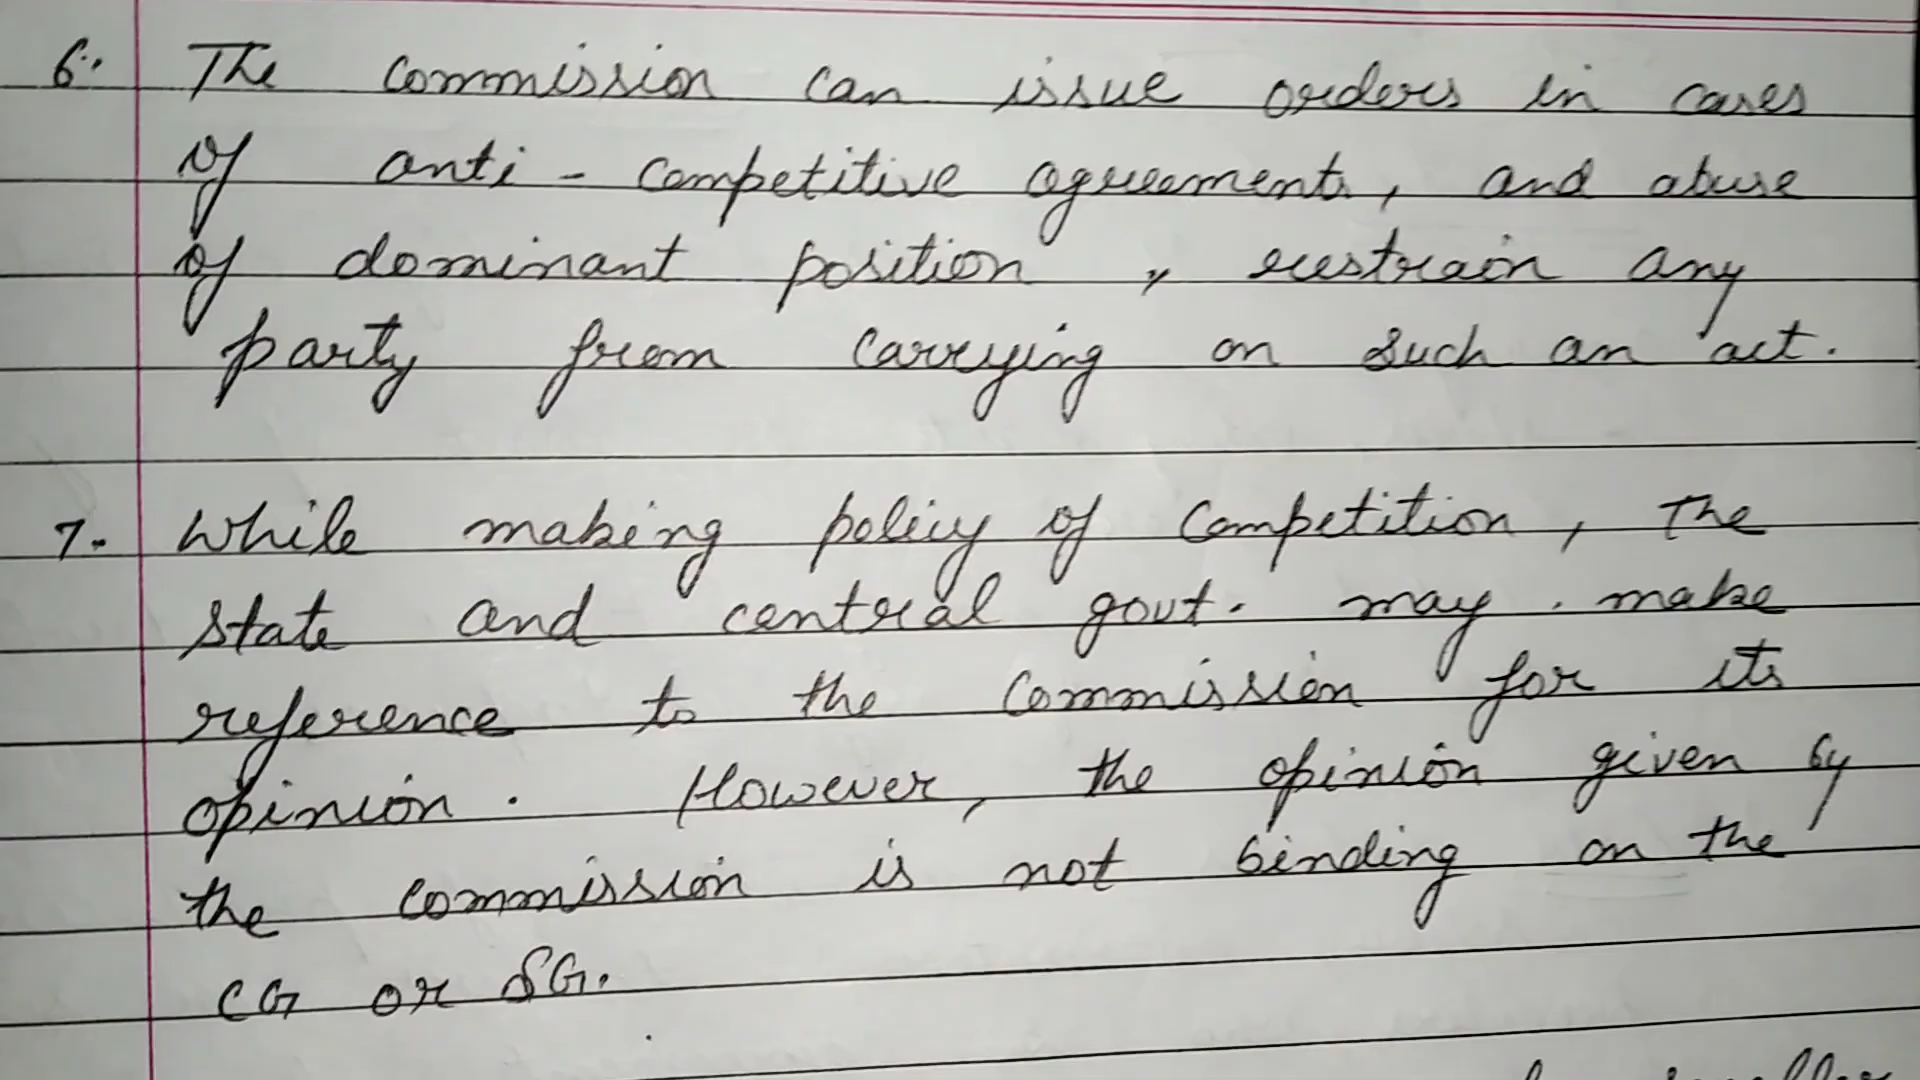 6. The commission can issue orders in cases
of anti - competitive agreements, and abuse
of dominant position, restrain any
party from carrying on such an act.
7. While making policy of competition, the
state and central govt. may. make
reference to the commission for its
opinion. However, the opinion given by
the commission is not binding on the
CG or SG.